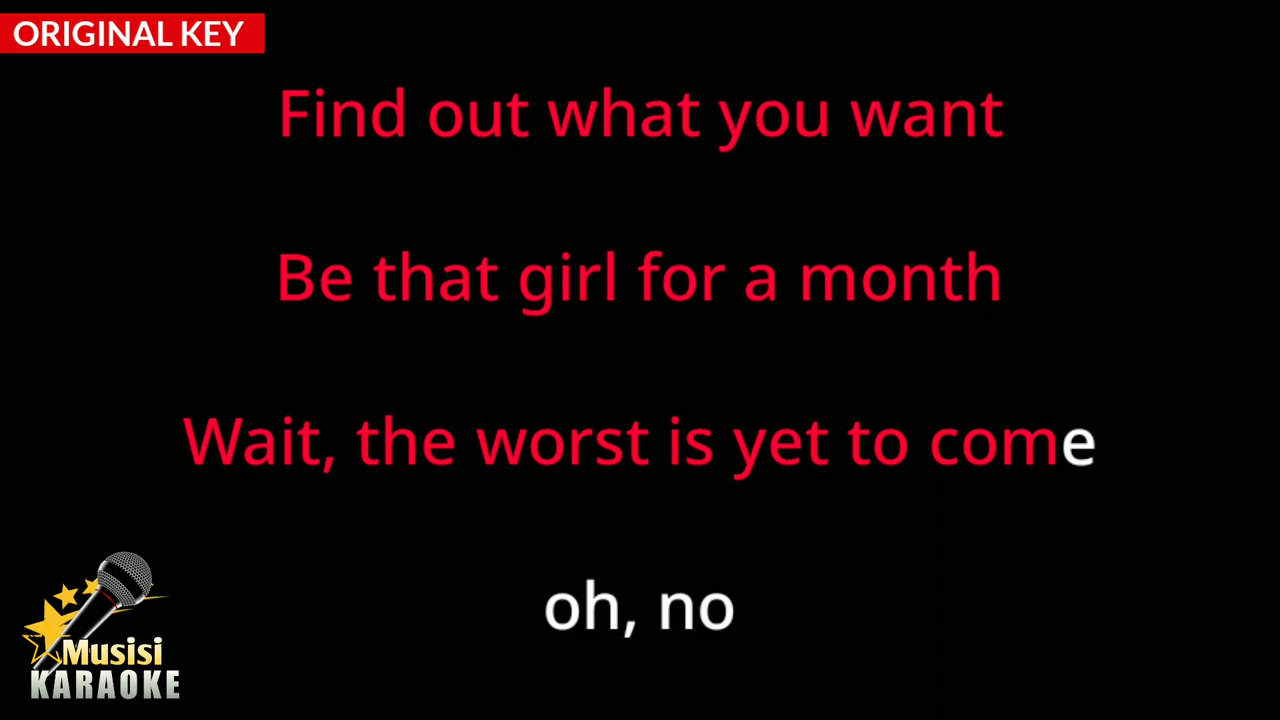 ORIGINAL KEY
Find out what you want
Be that girl for a month
Wait, the worst is yet to come
oh, no
Musisi
KARAOKE